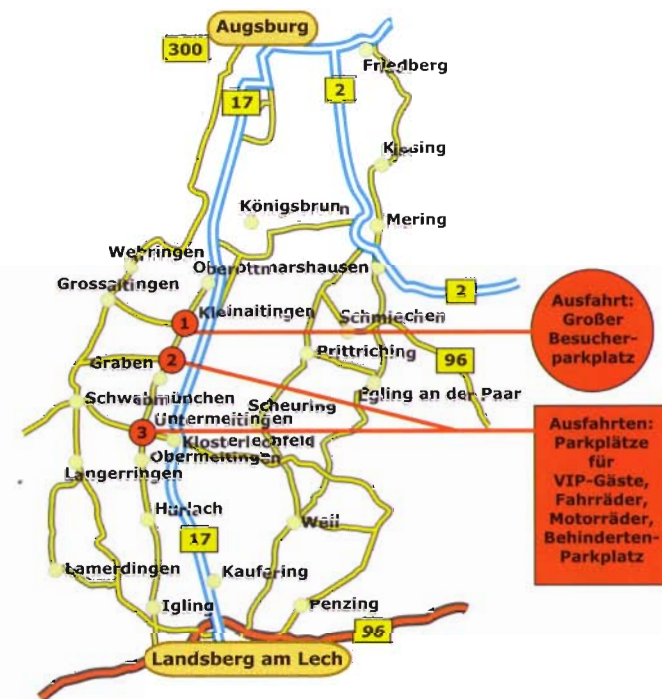 Augsburg
300
Friedberg
17
2
Kissing
Königsbrunn
Mering
Wehringen
Oberottmarshausen
Grossaitingen
2
Kleinaitingen
1
Schmiechen
Ausfahrt:
Großer
Besucher-
parkplatz
Graben
2
Prittriching
96
Schwabmünchen
Egling an der Paar
Scheuring
Untermeitingen
3
Klosterlechfeld
Obermeitingen
Langerringen
Ausfahrten:
Parkplätze
für
VIP-Gäste,
Fahrräder,
Motorräder,
Behinderten-
Parkplatz
Hurlach
Weil
17
Lamerdingen
Kaufering
Igling
Penzing
96
Landsberg am Lech